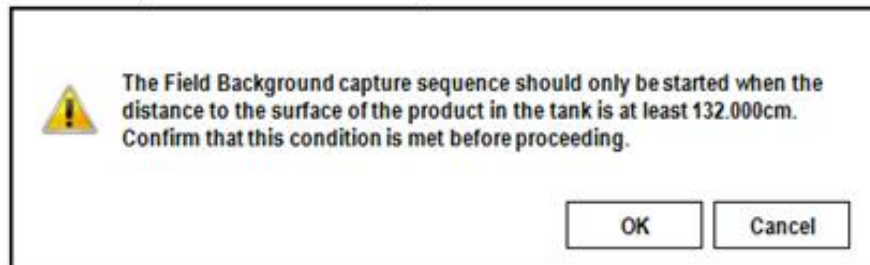 The Field Background capture sequence should only be started when the
distance to the surface of the product in the tank is at least 132.000cm.
Confirm that this condition is met before proceeding.
OK
Cancel